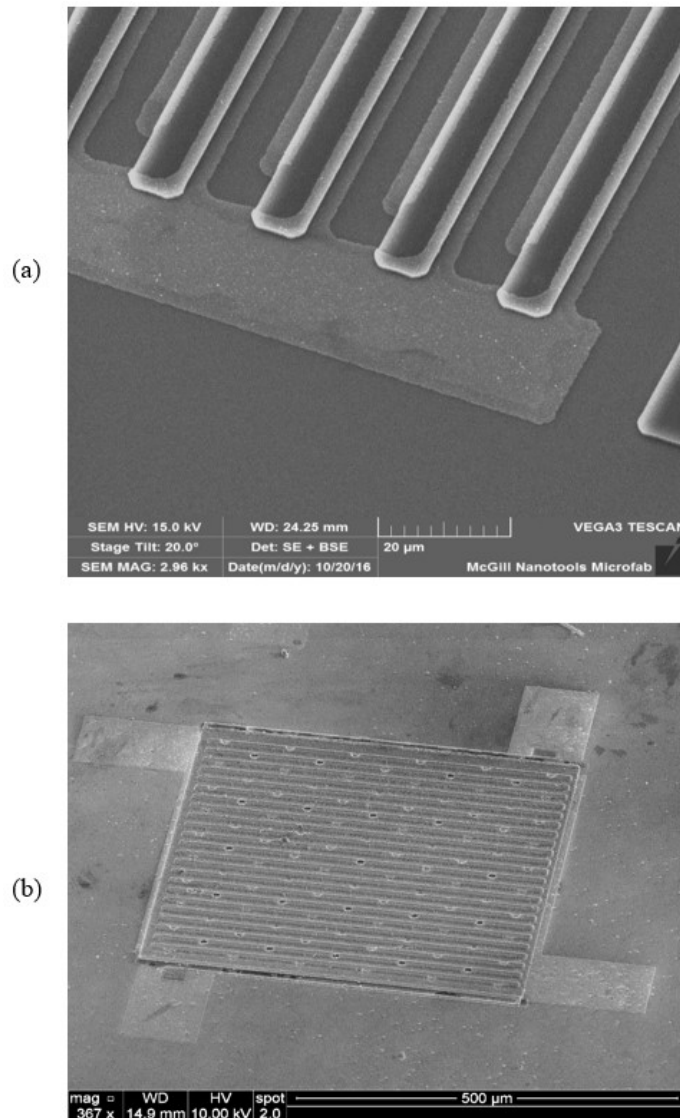 (a)
SEM HV: 15.0 kV WD: 24.25 mm VEGA3 TESCAN
Stage Tilt: 20.0° Det: SE + BSE 20 µm
SEM MAG: 2.96 kx Date(m/d/y): 10/20/16 McGill Nanotools Microfab
(b)
mag WD HV spot 500 µm
367 x 14.9 mm 10.00 kV 2.0